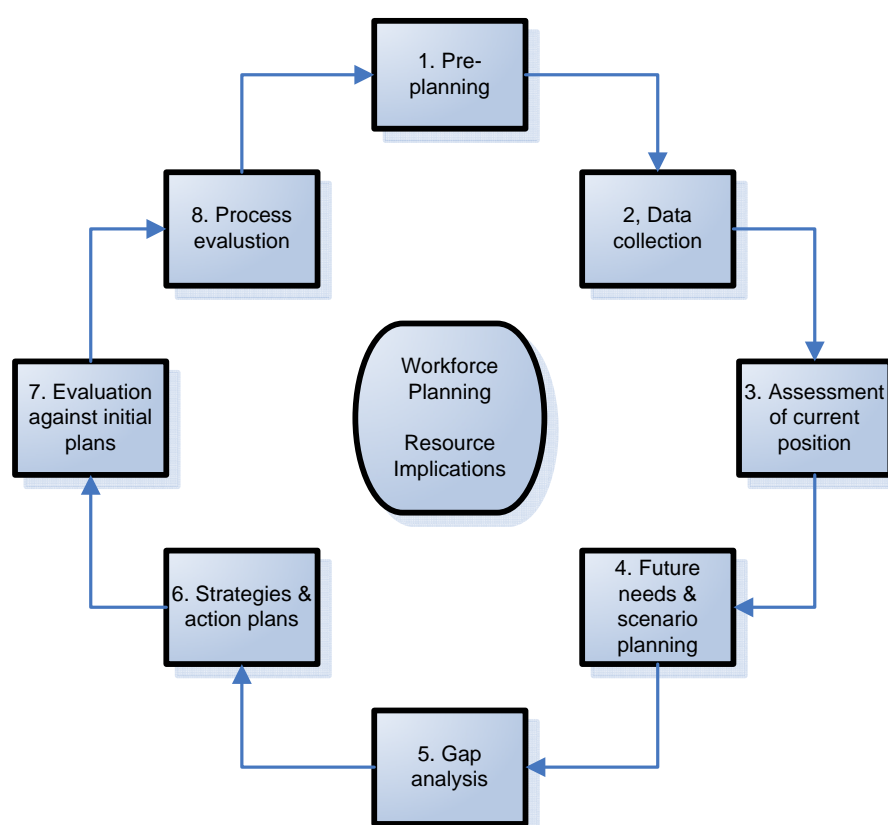 1. Pre-
planning
2, Data
collection
3. Assessment
of current
position
4. Future
needs &
scenario
planning
5. Gap
analysis
6. Strategies &
action plans
7. Evaluation
against initial
plans
8. Process
evalustion
Workforce
Planning
Resource
Implications